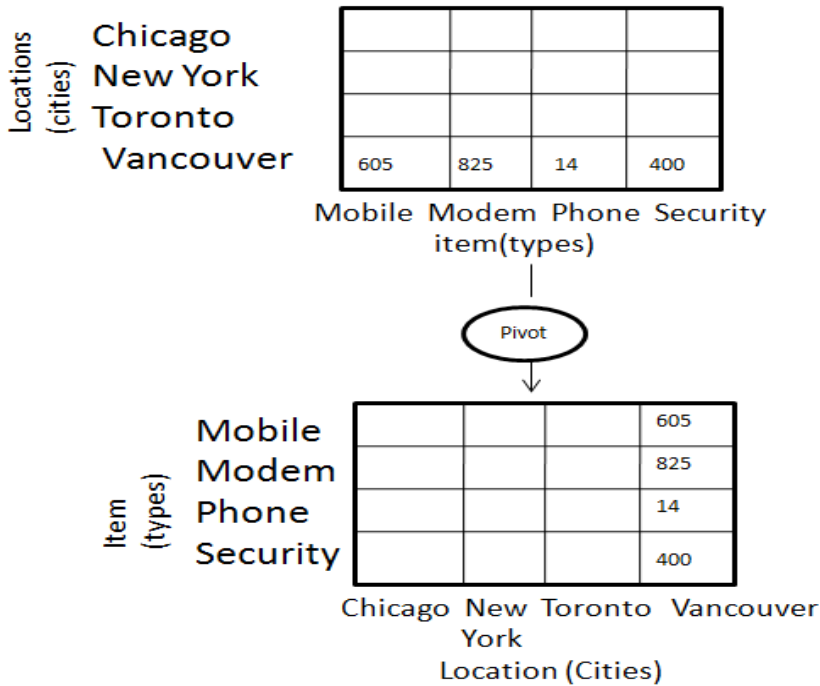 Locations
(cities)
Chicago
New York
Toronto
Vancouver
605 825 14 400
Mobile Modem Phone Security
item(types)
Pivot
Item
(types)
Mobile
605
Modem
825
Phone
14
Security
400
Chicago New Toronto Vancouver
York
Location (Cities)